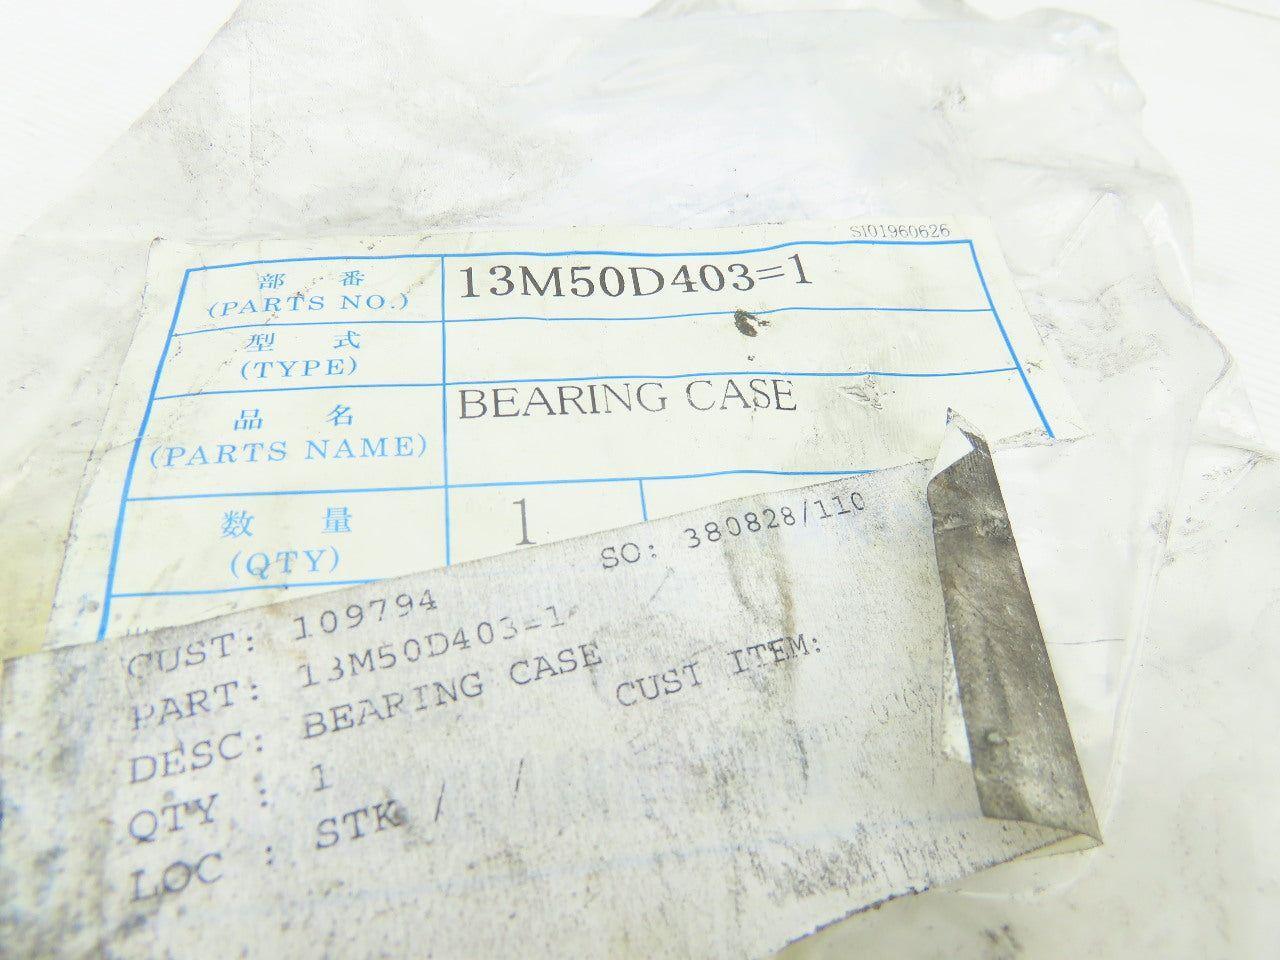 S101960626
部 番
(PARTS NO.) 13M50D403=1
型 式
(TYPE)
品 名
(PARTS NAME) BEARING CASE
数 量
(QTY) 1
SO: 380828/110
CUST: 109794
PART: 13M50D403=1
DESC: BEARING CASE
CUST ITEM:
QTY : 1
LOC : STK / /